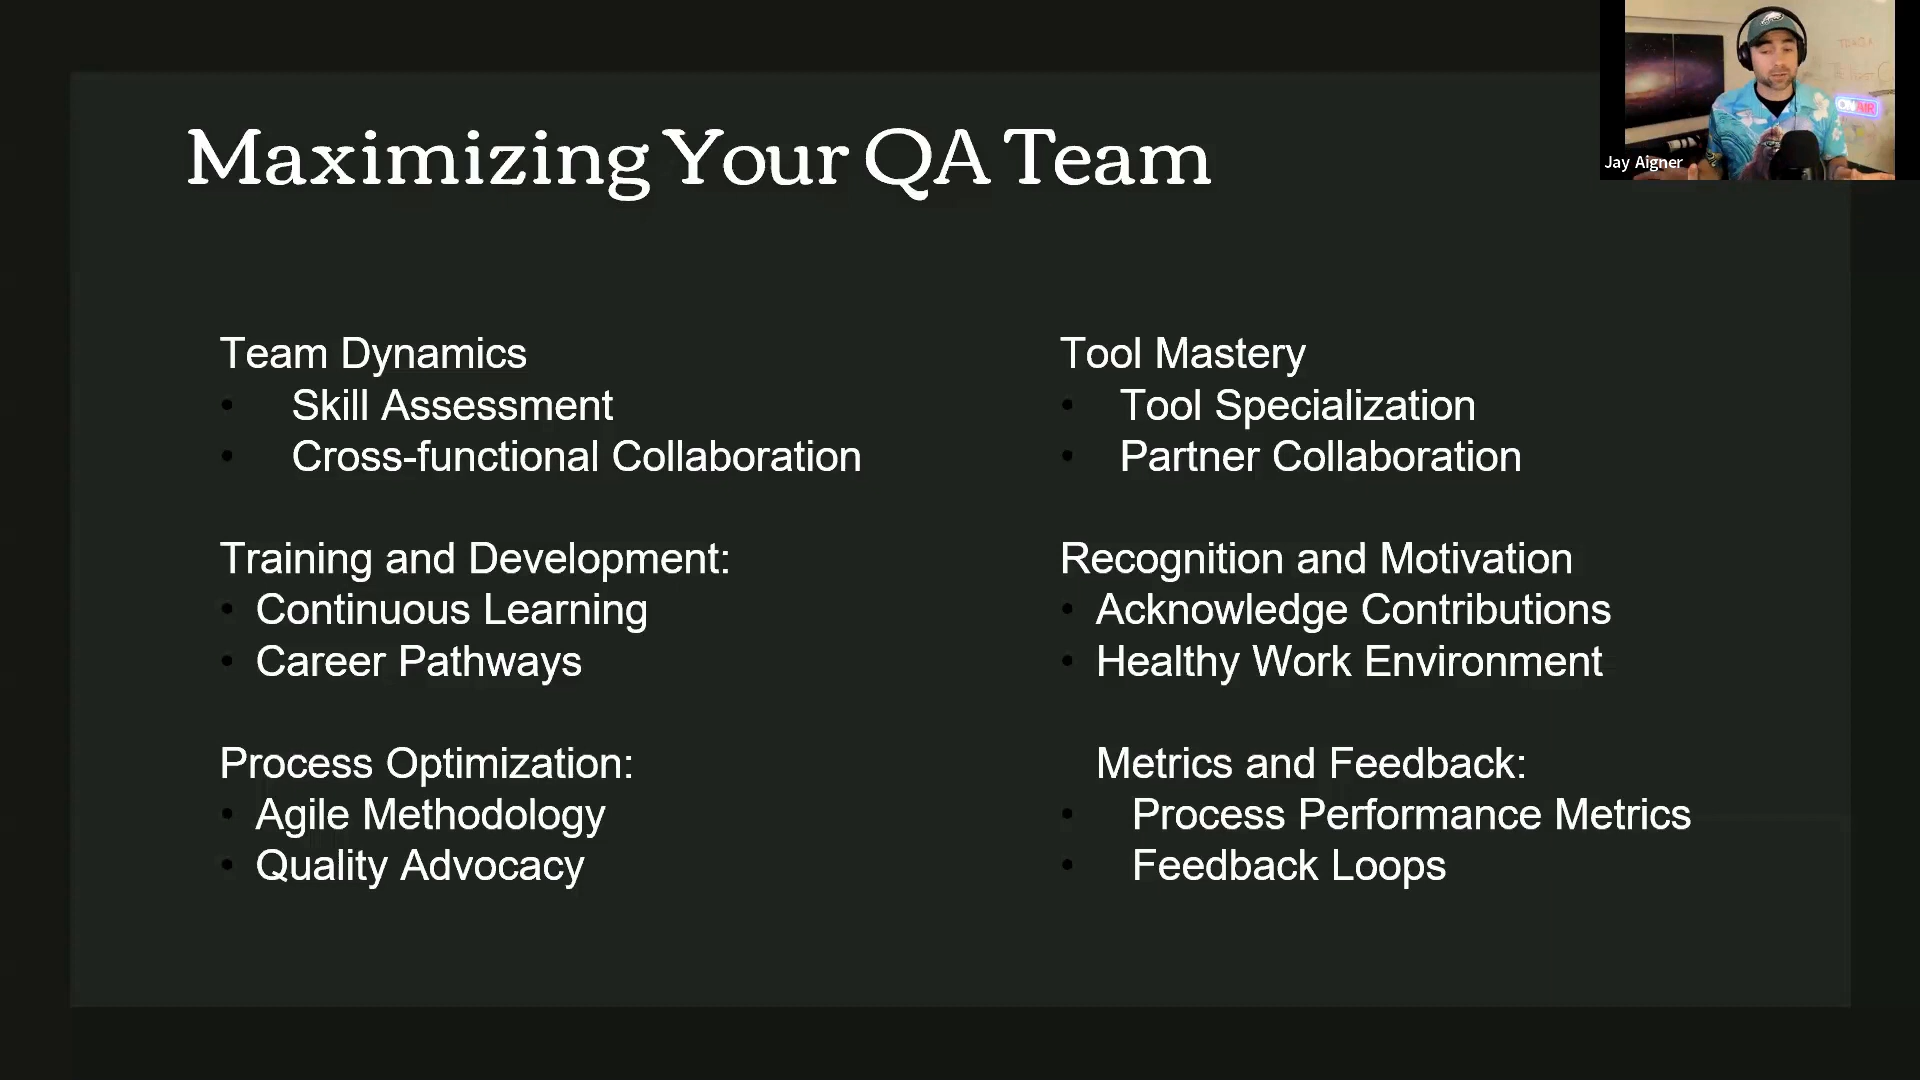 Maximizing Your QA Team
Team Dynamics
• Skill Assessment
• Cross-functional Collaboration
Training and Development:
• Continuous Learning
• Career Pathways
Process Optimization:
• Agile Methodology
• Quality Advocacy
Tool Mastery
• Tool Specialization
• Partner Collaboration
Recognition and Motivation
• Acknowledge Contributions
• Healthy Work Environment
Metrics and Feedback:
• Process Performance Metrics
• Feedback Loops
ON AIR
Jay Aigner